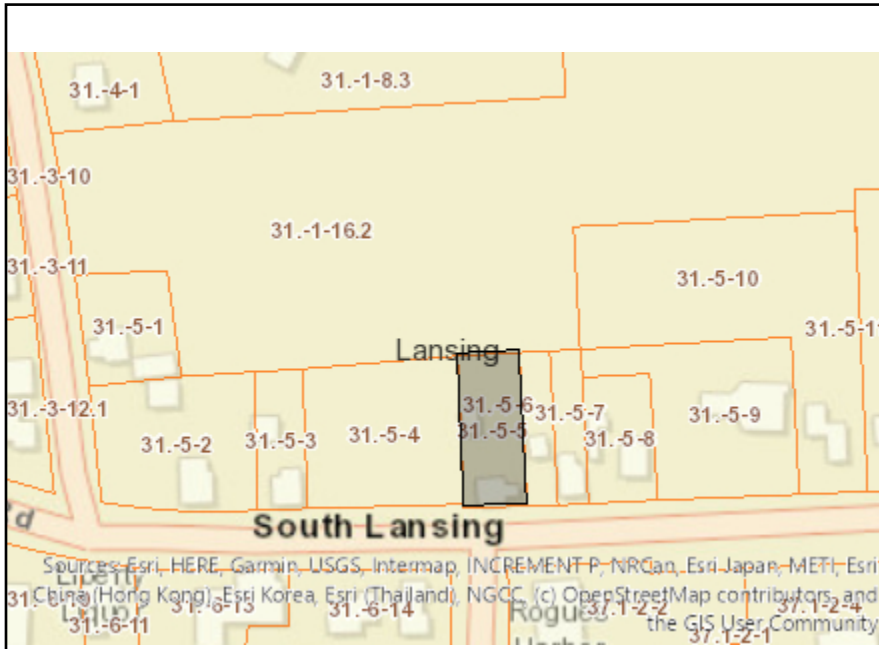 31.-4-1
31.-1-8.3
31.-3-10
31.-1-16.2
31.-3-11
31.-5-10
31.-5-1
31.-5-11
Lansing
31.-3-12.1
31.-5-6
31.-5-7
31.-5-9
31.-5-2
31.-5-3
31.-5-4
31.-5-5
31.-5-8
South Lansing
Sources: Esri, HERE, Garmin, USGS, Intermap, INCREMENT P, NRCan, Esri Japan, METI, Esri
China (Hong Kong), Esri Korea, Esri (Thailand), NGCC, (c) OpenStreetMap contributors, and
the GIS User Community
Liberty
31.-6-13
31.-6-14
Rogues
37.1-2-2
37.1-2-4
31.-6-11
37.1-2-1
Harbor